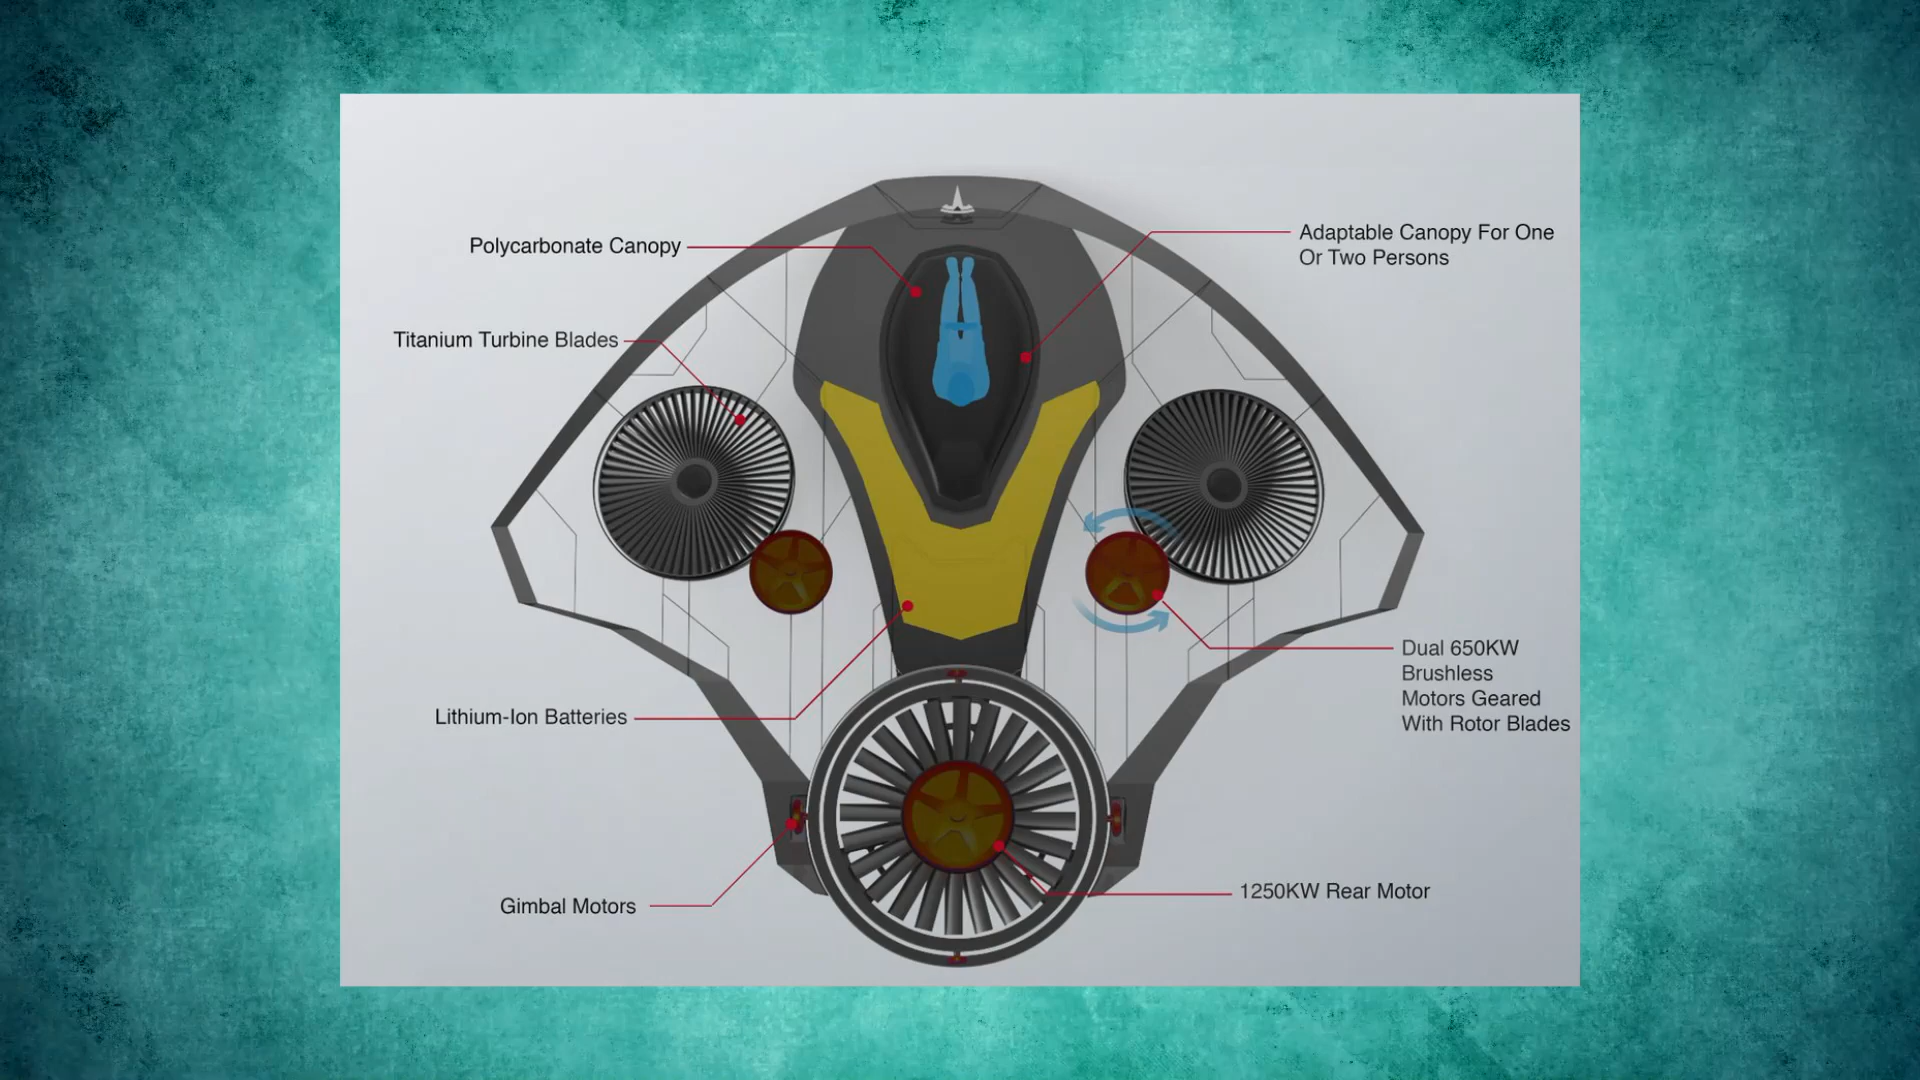 Polycarbonate Canopy
Adaptable Canopy For One
Or Two Persons
Titanium Turbine Blades
Dual 650KW
Brushless
Motors Geared
With Rotor Blades
Lithium-Ion Batteries
Gimbal Motors
1250KW Rear Motor